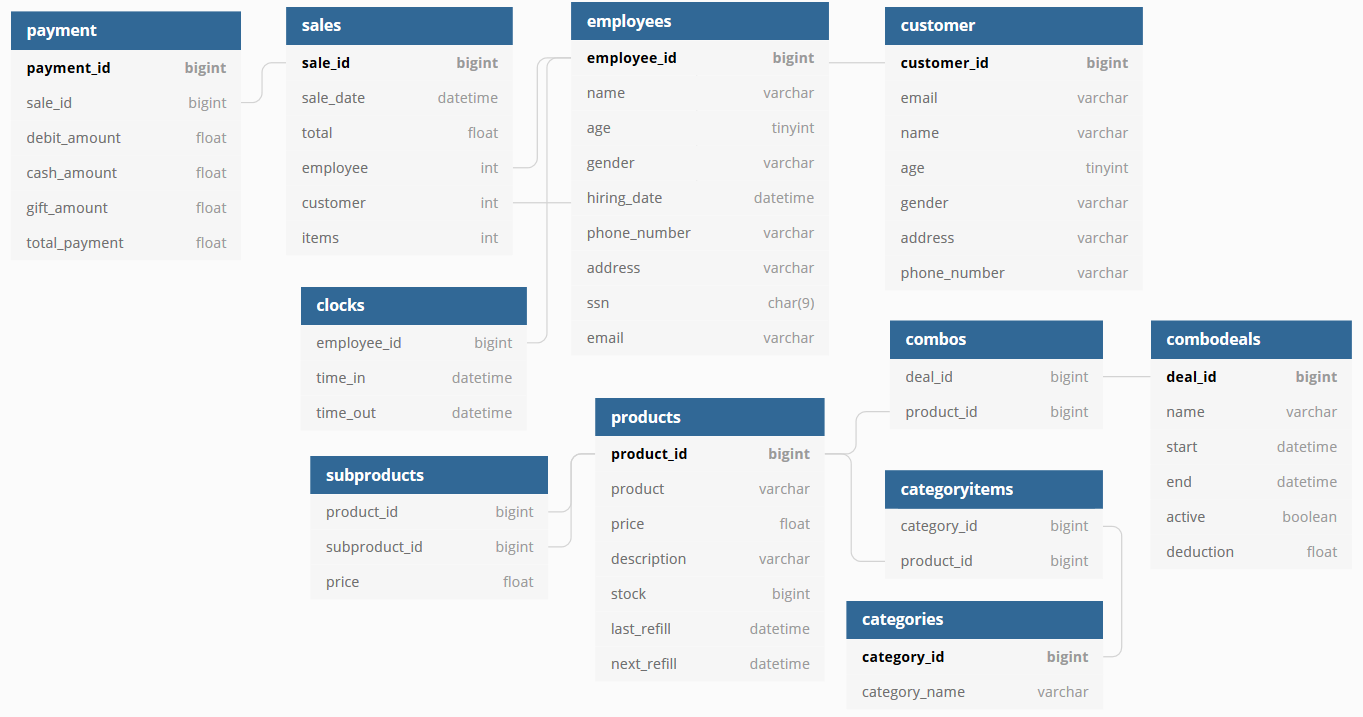 payment
payment_id bigint
sale_id bigint
debit_amount float
cash_amount float
gift_amount float
total_payment float
sales
sale_id bigint
sale_date datetime
total float
employee int
customer int
items int
employees
employee_id bigint
name varchar
age tinyint
gender varchar
hiring_date datetime
phone_number varchar
address varchar
ssn char(9)
email varchar
customer
customer_id bigint
email varchar
name varchar
age tinyint
gender varchar
address varchar
phone_number varchar
clocks
employee_id bigint
time_in datetime
time_out datetime
combos
deal_id bigint
product_id bigint
combodeals
deal_id bigint
name varchar
start datetime
end datetime
active boolean
deduction float
subproducts
product_id bigint
subproduct_id bigint
price float
products
product_id bigint
product varchar
price float
description varchar
stock bigint
last_refill datetime
next_refill datetime
categoryitems
category_id bigint
product_id bigint
categories
category_id bigint
category_name varchar